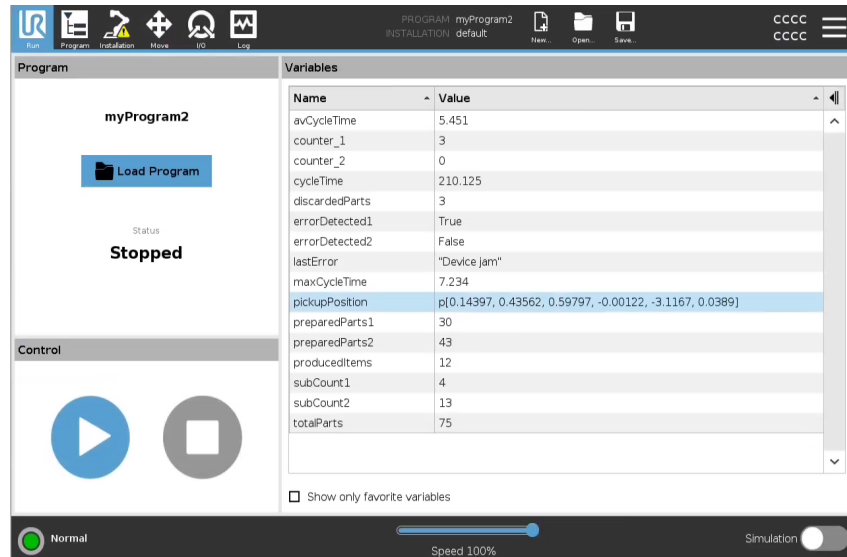 UR
PROGRAM myProgram2
INSTALLATION default
CCCC
CCCC
Run Program Installation Move I/O Log New... Open... Save...
Program
Variables
Name Value
myProgram2
Load Program
Status
Stopped
avCycleTime 5.451
counter_1 3
counter_2 0
cycleTime 210.125
discardedParts 3
errorDetected1 True
errorDetected2 False
lastError "Device jam"
maxCycleTime 7.234
pickupPosition p[0.14397, 0.43562, 0.59797, -0.00122, -3.1167, 0.0389]
preparedParts1 30
preparedParts2 43
producedItems 12
subCount1 4
subCount2 13
totalParts 75
Control
Show only favorite variables
Normal
Speed 100%
Simulation